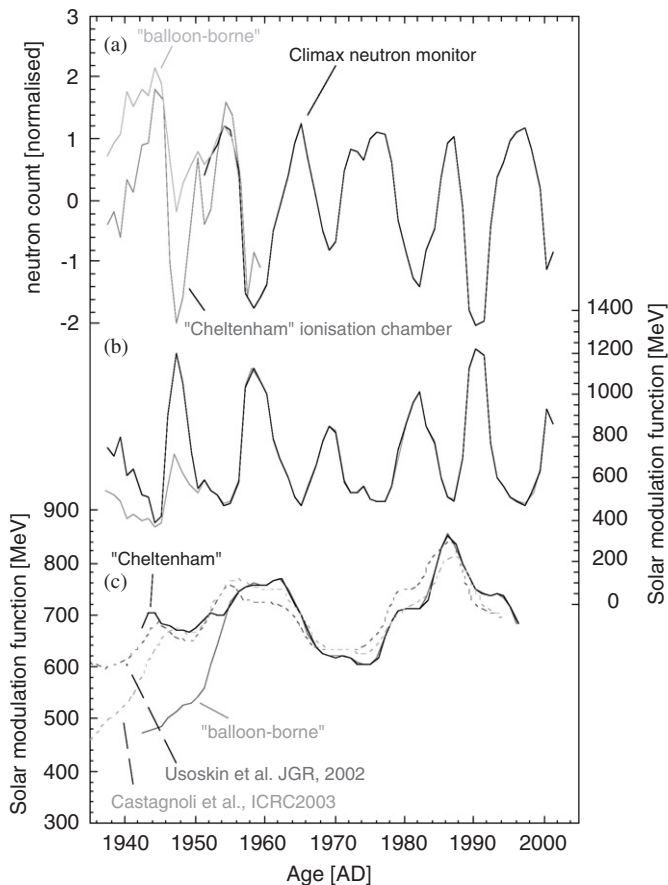 (a)
"balloon-borne"
Climax neutron monitor
3
2
1
0
-1
-2
neutron count [normalised]
"Cheltenham" ionisation chamber
(b)
1400
1200
1000
800
600
400
200
0
Solar modulation function [MeV]
900
800
700
600
500
400
300
Solar modulation function [MeV]
"Cheltenham"
(c)
"balloon-borne"
Usoskin et al. JGR, 2002
Castagnoli et al., ICRC2003
1940 1950 1960 1970 1980 1990 2000
Age [AD]